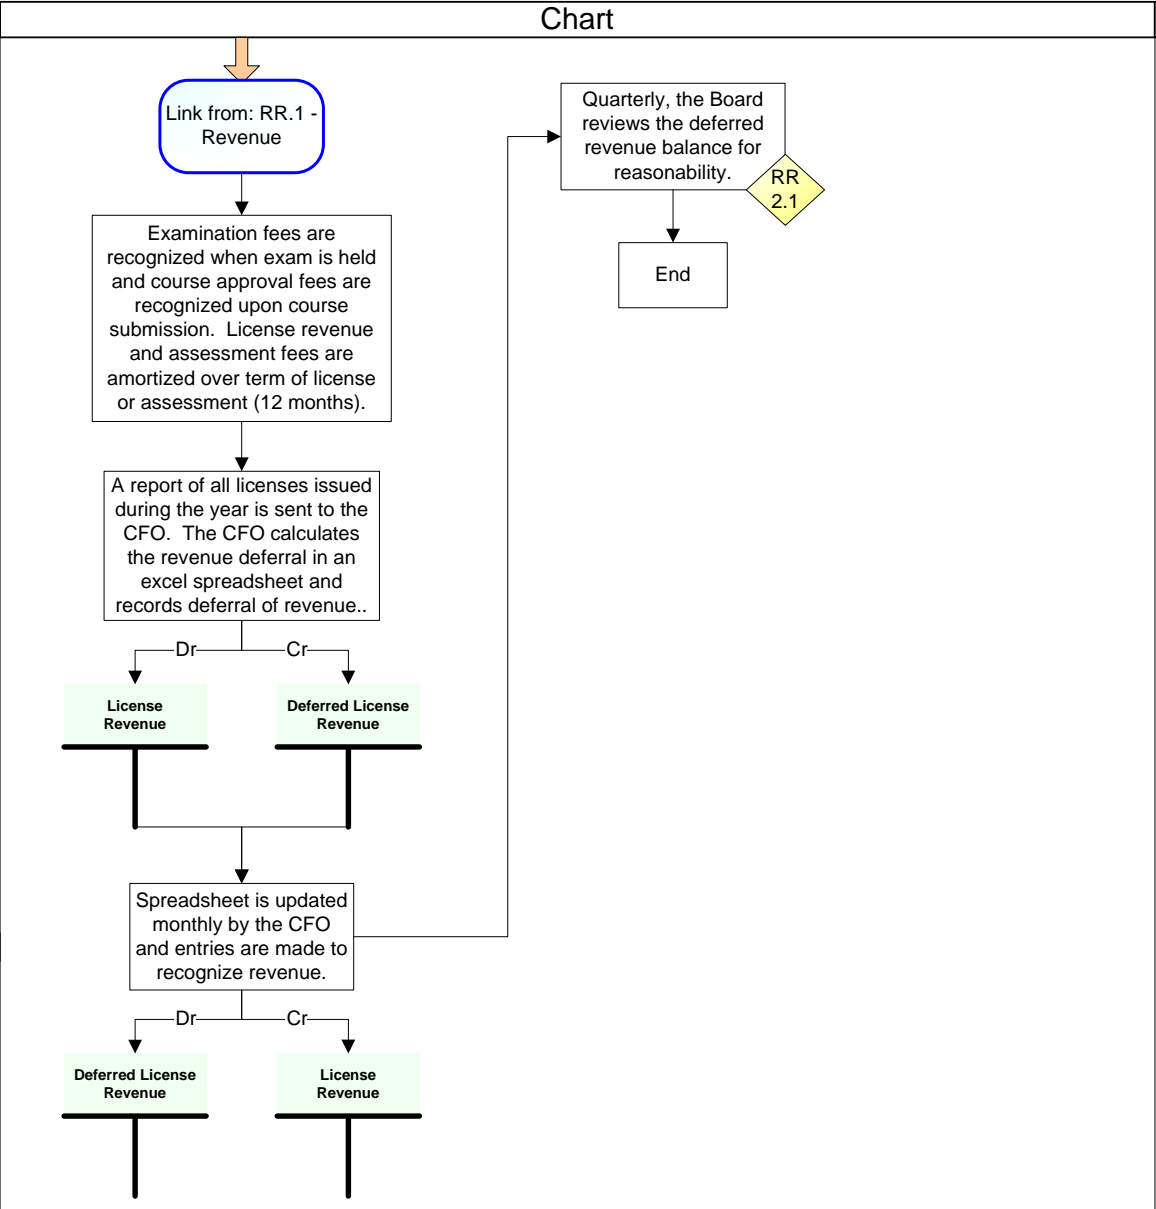 Chart
Link from: RR.1 -
Revenue
Examination fees are
recognized when exam is held
and course approval fees are
recognized upon course
submission.  License revenue
and assessment fees are
amortized over term of license
or assessment (12 months).
A report of all licenses issued
during the year is sent to the
CFO.  The CFO calculates
the revenue deferral in an
excel spreadsheet and
records deferral of revenue..
Dr
Cr
License
Revenue
Deferred License
Revenue
Spreadsheet is updated
monthly by the CFO
and entries are made to
recognize revenue.
Dr
Cr
Deferred License
Revenue
License
Revenue
Quarterly, the Board
reviews the deferred
revenue balance for
reasonability.
RR
2.1
End